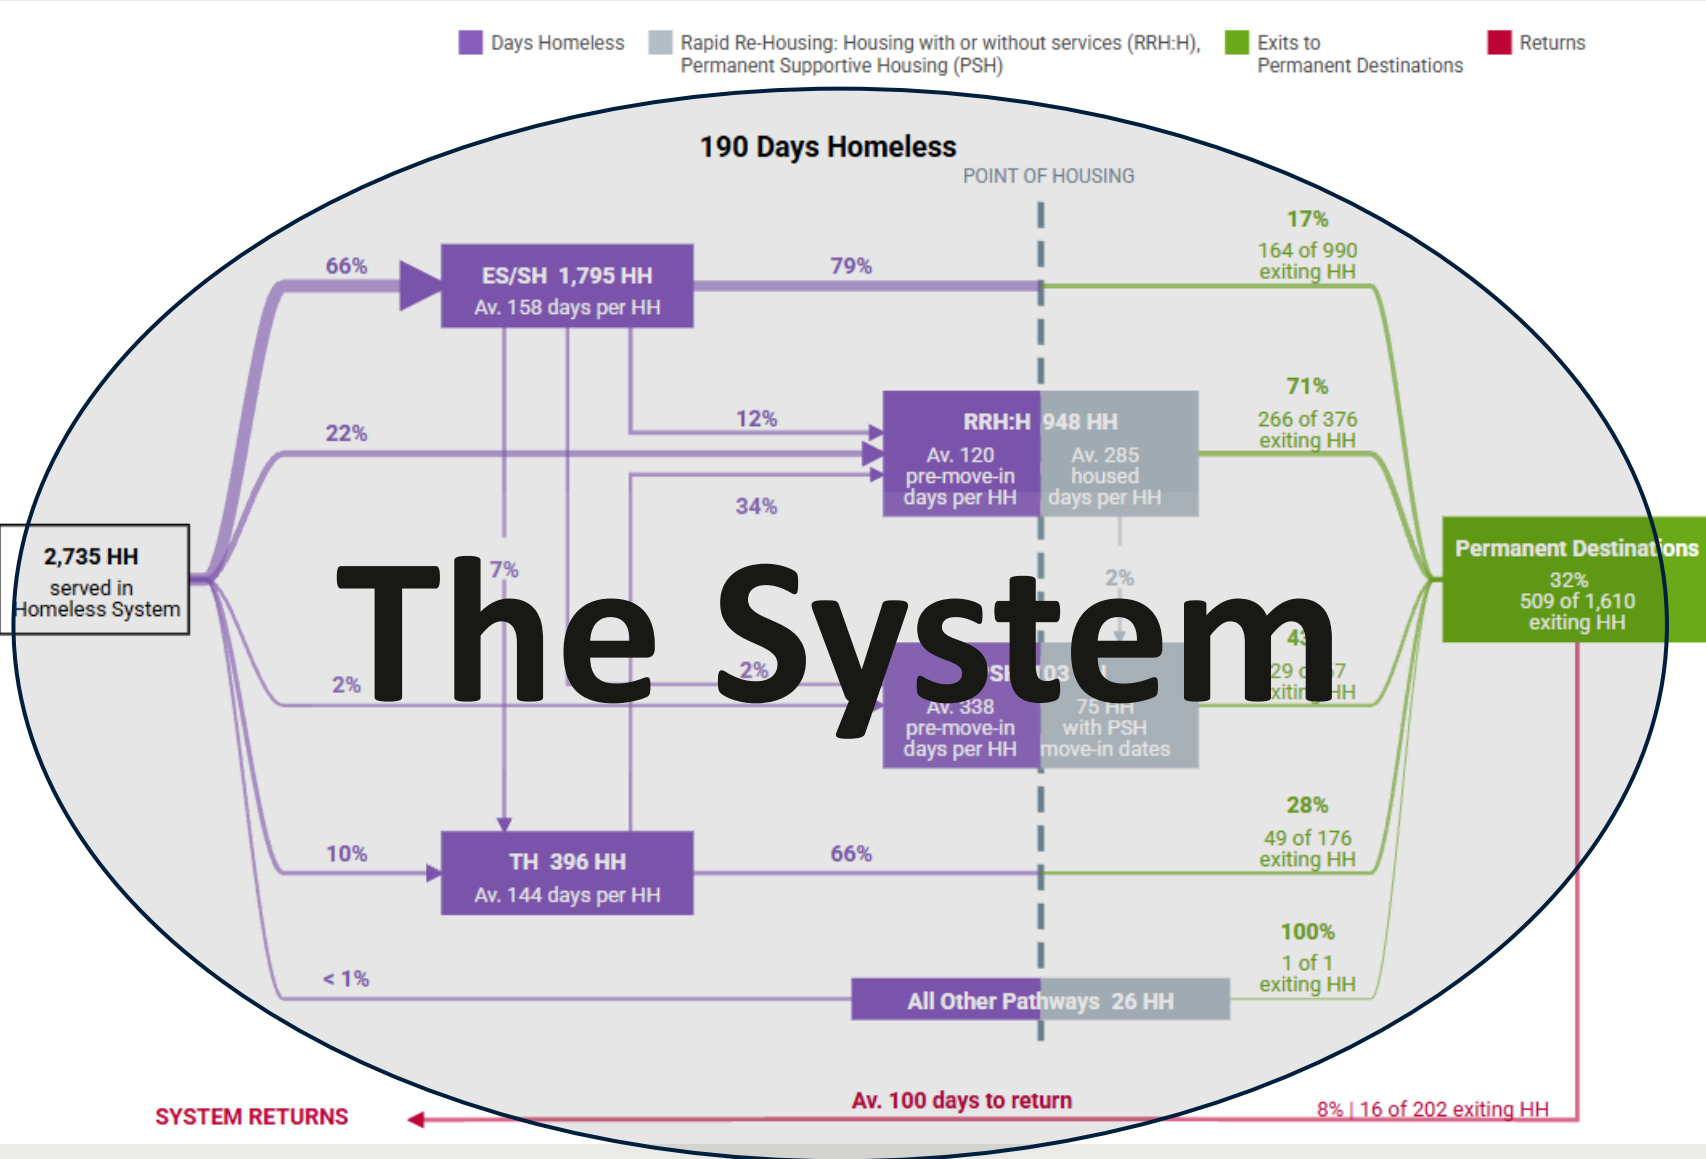 Days Homeless
Rapid Re-Housing: Housing with or without services (RRH:H),
Permanent Supportive Housing (PSH)
Exits to
Permanent Destinations
Returns
190 Days Homeless
POINT OF HOUSING
17%
164 of 990
exiting HH
66%
ES/SH 1,795 HH
Av. 158 days per HH
79%
71%
266 of 376
exiting HH
12%
22%
RRH:H 948 HH
Av. 120
pre-move-in
days per HH
Av. 285
housed
days per HH
34%
2,735 HH
served in
Homeless System
7%
2%
Permanent Destinations
32%
509 of 1,610
exiting HH
The System
2%
2%
Av. 338
pre-move-in
days per HH
75 HH
with PSH
move-in dates
29
HH
28%
49 of 176
exiting HH
10%
TH 396 HH
Av. 144 days per HH
66%
100%
1 of 1
exiting HH
< 1%
All Other Pathways 26 HH
Av. 100 days to return
8% | 16 of 202 exiting HH
SYSTEM RETURNS